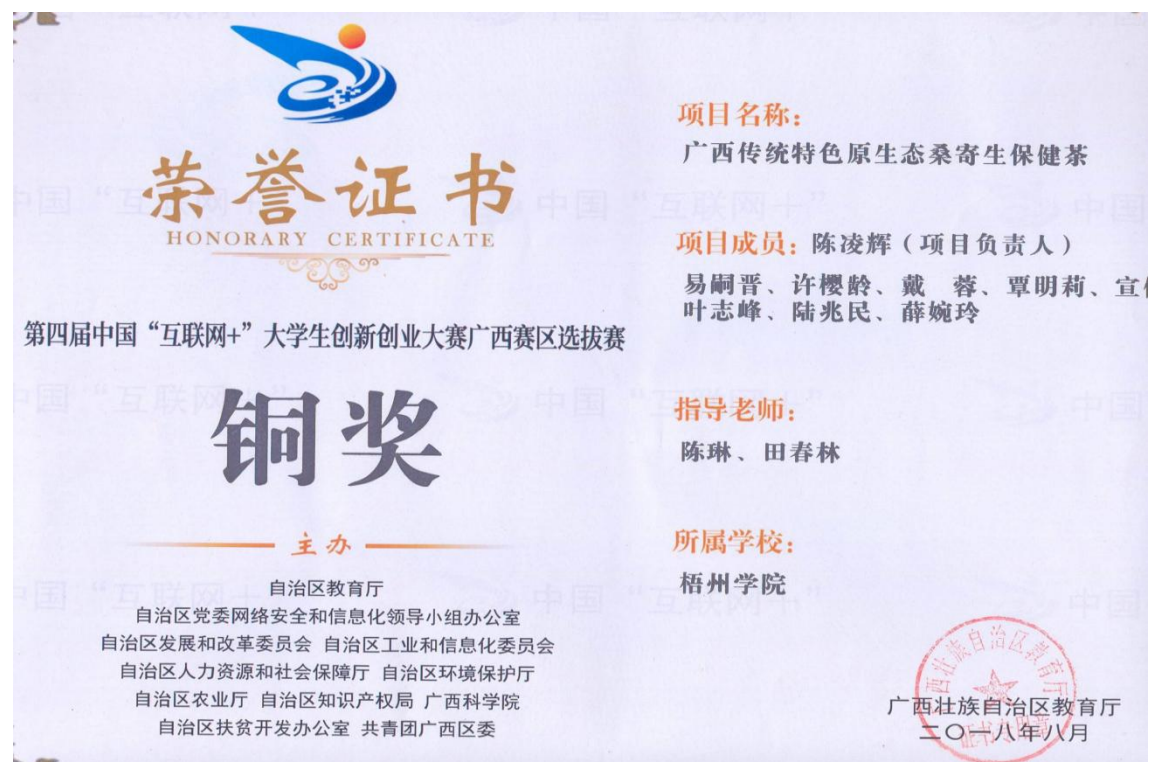 荣誉证书
HONORARY CERTIFICATE
第四届中国“互联网+”大学生创新创业大赛广西赛区选拔赛
铜奖
主办
自治区教育厅
自治区党委网络安全和信息化领导小组办公室
自治区发展和改革委员会 自治区工业和信息化委员会
自治区人力资源和社会保障厅 自治区环境保护厅
自治区农业厅 自治区知识产权局 广西科学院
自治区扶贫开发办公室 共青团广西区委
项目名称：
广西传统特色原生态桑寄生保健茶
项目成员：陈凌辉（项目负责人）
易嗣晋、许樱龄、戴 蓉、覃明莉、宣
叶志峰、陆兆民、薛婉玲
指导老师：
陈琳、田春林
所属学校：
梧州学院
广西壮族自治区教育厅
二〇一八年八月